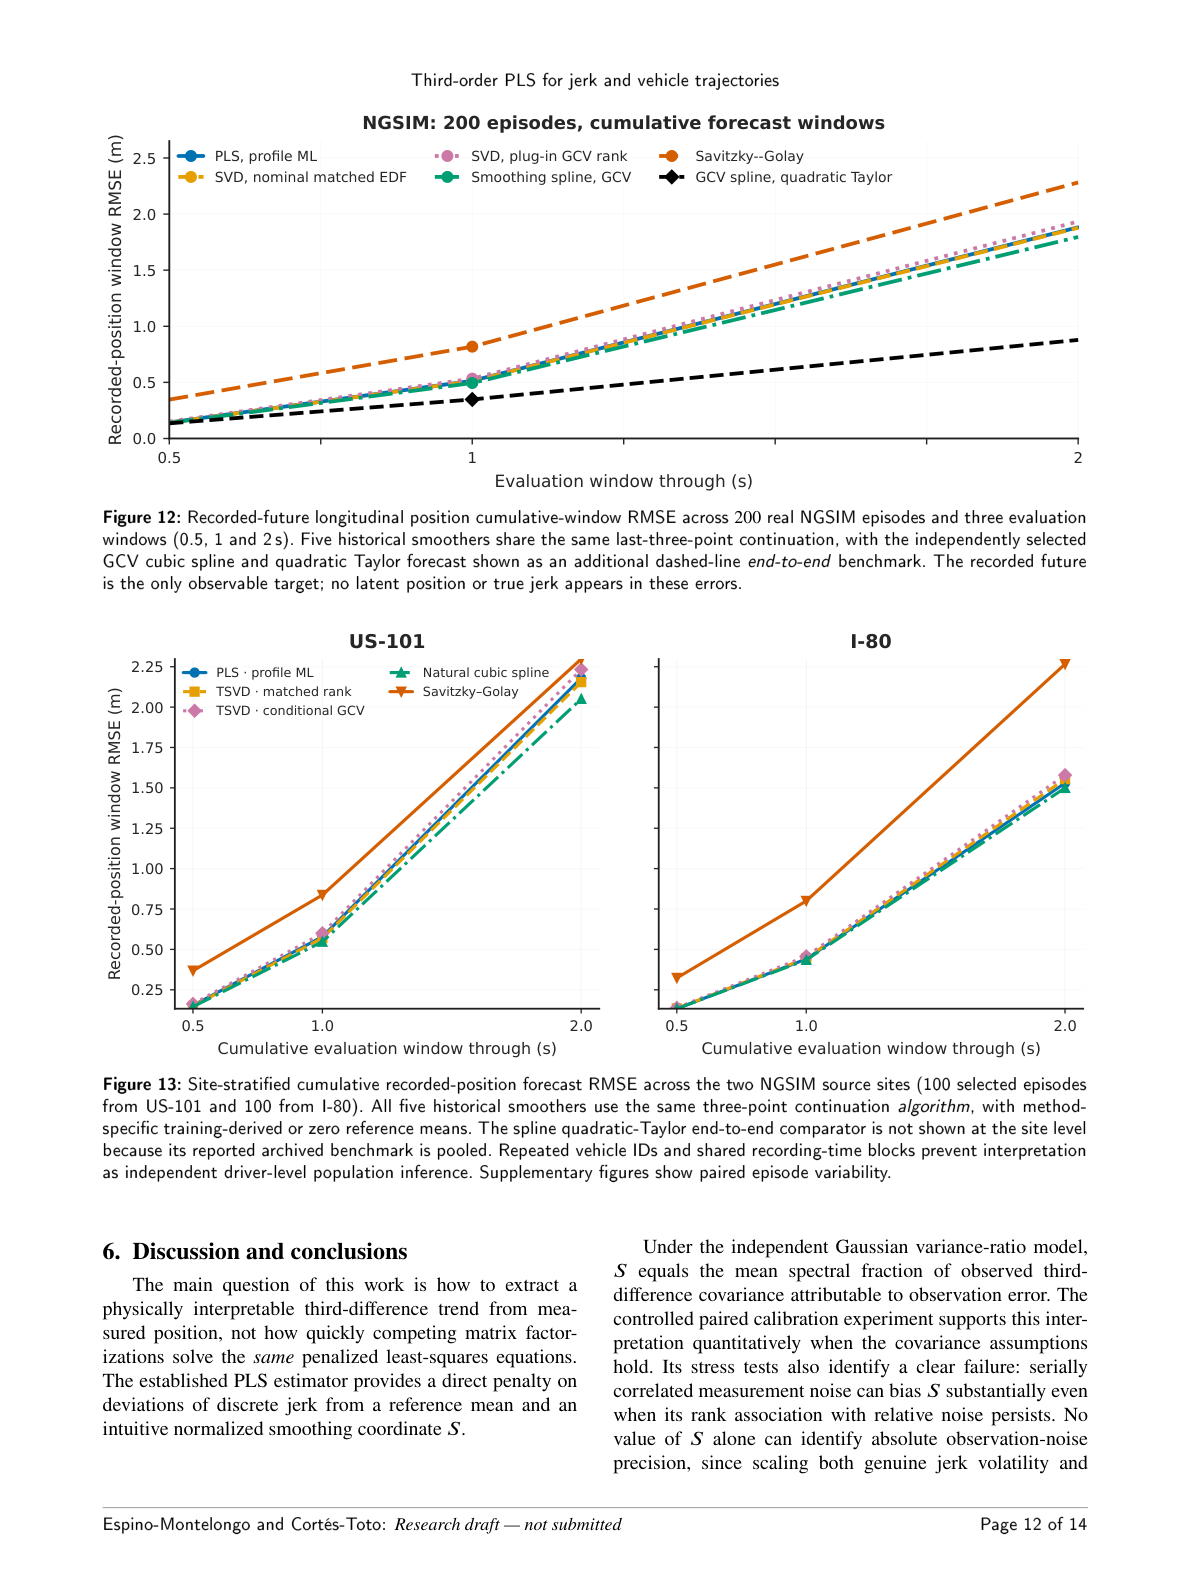 Third-order PLS for jerk and vehicle trajectories
NGSIM: 200 episodes, cumulative forecast windows
Recorded-position window RMSE (m)
PLS, profile ML
SVD, nominal matched EDF
SVD, plug-in GCV rank
Smoothing spline, GCV
Savitzky--Golay
GCV spline, quadratic Taylor
2.5
2.0
1.5
1.0
0.5
0.0
0.5 1 2
Evaluation window through (s)
Figure 12: Recorded-future longitudinal position cumulative-window RMSE across 200 real NGSIM episodes and three evaluation
windows (0.5, 1 and 2 s). Five historical smoothers share the same last-three-point continuation, with the independently selected
GCV cubic spline and quadratic Taylor forecast shown as an additional dashed-line end-to-end benchmark. The recorded future
is the only observable target; no latent position or true jerk appears in these errors.
US-101
Recorded-position window RMSE (m)
PLS · profile ML
TSVD · matched rank
TSVD · conditional GCV
Natural cubic spline
Savitzky–Golay
2.25
2.00
1.75
1.50
1.25
1.00
0.75
0.50
0.25
0.5 1.0 2.0
Cumulative evaluation window through (s)
I-80
0.5 1.0 2.0
Cumulative evaluation window through (s)
Figure 13: Site-stratified cumulative recorded-position forecast RMSE across the two NGSIM source sites (100 selected episodes
from US-101 and 100 from I-80). All five historical smoothers use the same three-point continuation algorithm, with method-
specific training-derived or zero reference means. The spline quadratic-Taylor end-to-end comparator is not shown at the site level
because its reported archived benchmark is pooled. Repeated vehicle IDs and shared recording-time blocks prevent interpretation
as independent driver-level population inference. Supplementary figures show paired episode variability.
6. Discussion and conclusions
The main question of this work is how to extract a
physically interpretable third-difference trend from mea-
sured position, not how quickly competing matrix factor-
izations solve the same penalized least-squares equations.
The established PLS estimator provides a direct penalty on
deviations of discrete jerk from a reference mean and an
intuitive normalized smoothing coordinate S.
Under the independent Gaussian variance-ratio model,
S equals the mean spectral fraction of observed third-
difference covariance attributable to observation error. The
controlled paired calibration experiment supports this inter-
pretation quantitatively when the covariance assumptions
hold. Its stress tests also identify a clear failure: serially
correlated measurement noise can bias S substantially even
when its rank association with relative noise persists. No
value of S alone can identify absolute observation-noise
precision, since scaling both genuine jerk volatility and
Espino-Montelongo and Cortés-Toto: Research draft — not submitted
Page 12 of 14